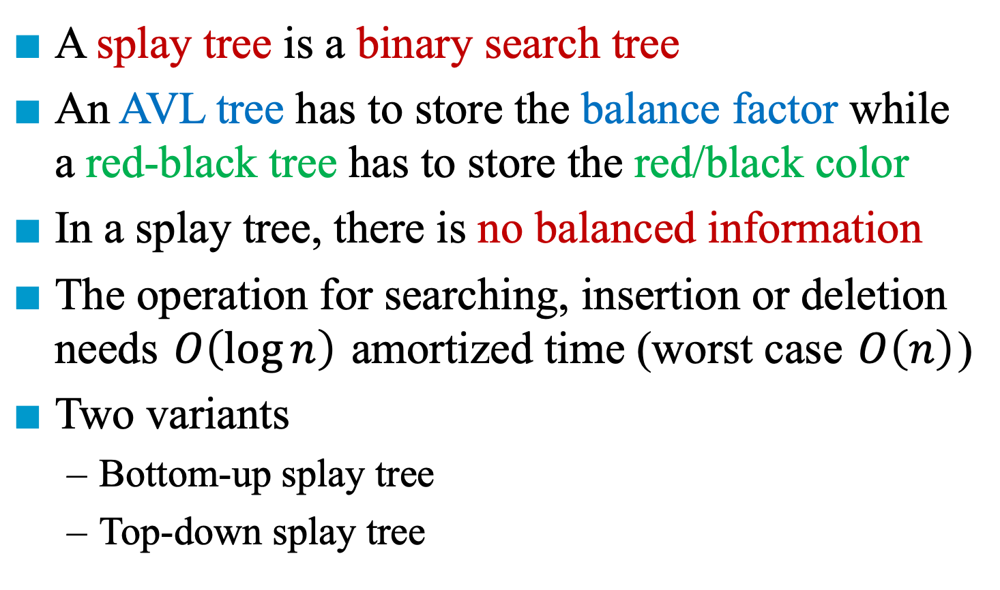 A splay tree is a binary search tree
An AVL tree has to store the balance factor while
a red-black tree has to store the red/black color
In a splay tree, there is no balanced information
The operation for searching, insertion or deletion
needs O(log n) amortized time (worst case O(n))
Two variants
– Bottom-up splay tree
– Top-down splay tree